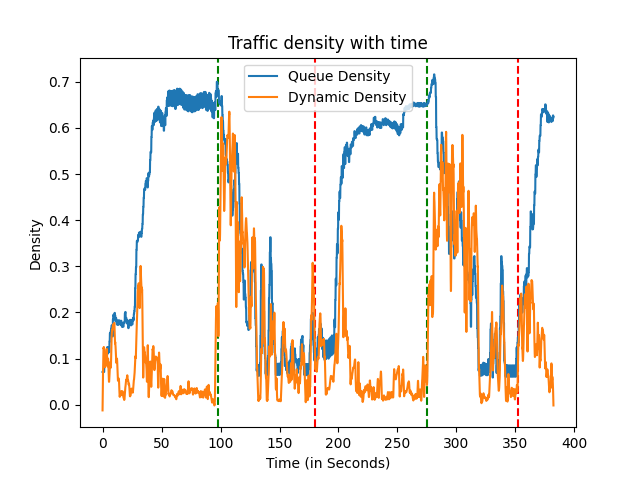 Traffic density with time
Queue Density
Dynamic Density
Density
0.7
0.6
0.5
0.4
0.3
0.2
0.1
0.0
0 50 100 150 200 250 300 350 400
Time (in Seconds)